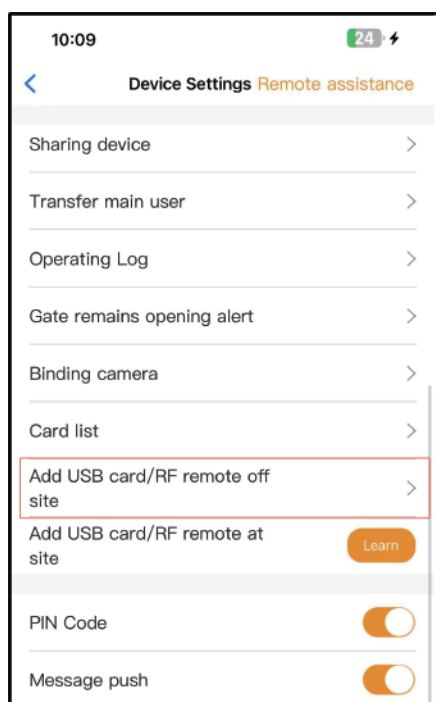 10:09
24
Device Settings Remote assistance
Sharing device
Transfer main user
Operating Log
Gate remains opening alert
Binding camera
Card list
Add USB card/RF remote off
site
Add USB card/RF remote at
site
Learn
PIN Code
Message push